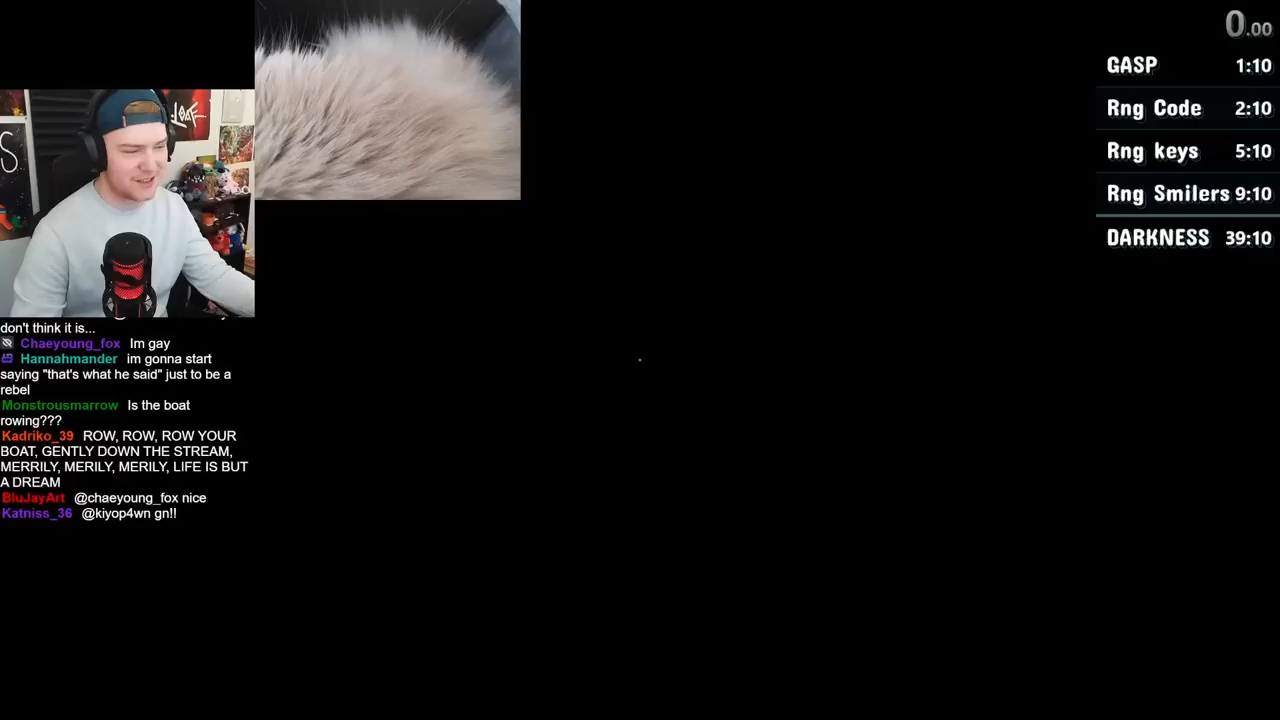 0.00
GASP 1:10
Rng Code 2:10
Rng keys 5:10
Rng Smilers 9:10
DARKNESS 39:10
LOAF
S
don't think it is...
Chaeyoung_fox Im gay
Hannahmander im gonna start
saying "that's what he said" just to be a
rebel
Monstrousmarrow Is the boat
rowing???
Kadriko_39 ROW, ROW, ROW YOUR
BOAT, GENTLY DOWN THE STREAM,
MERRILY, MERILY, MERILY, LIFE IS BUT
A DREAM
BluJayArt @chaeyoung_fox nice
Katniss_36 @kiyop4wn gn!!